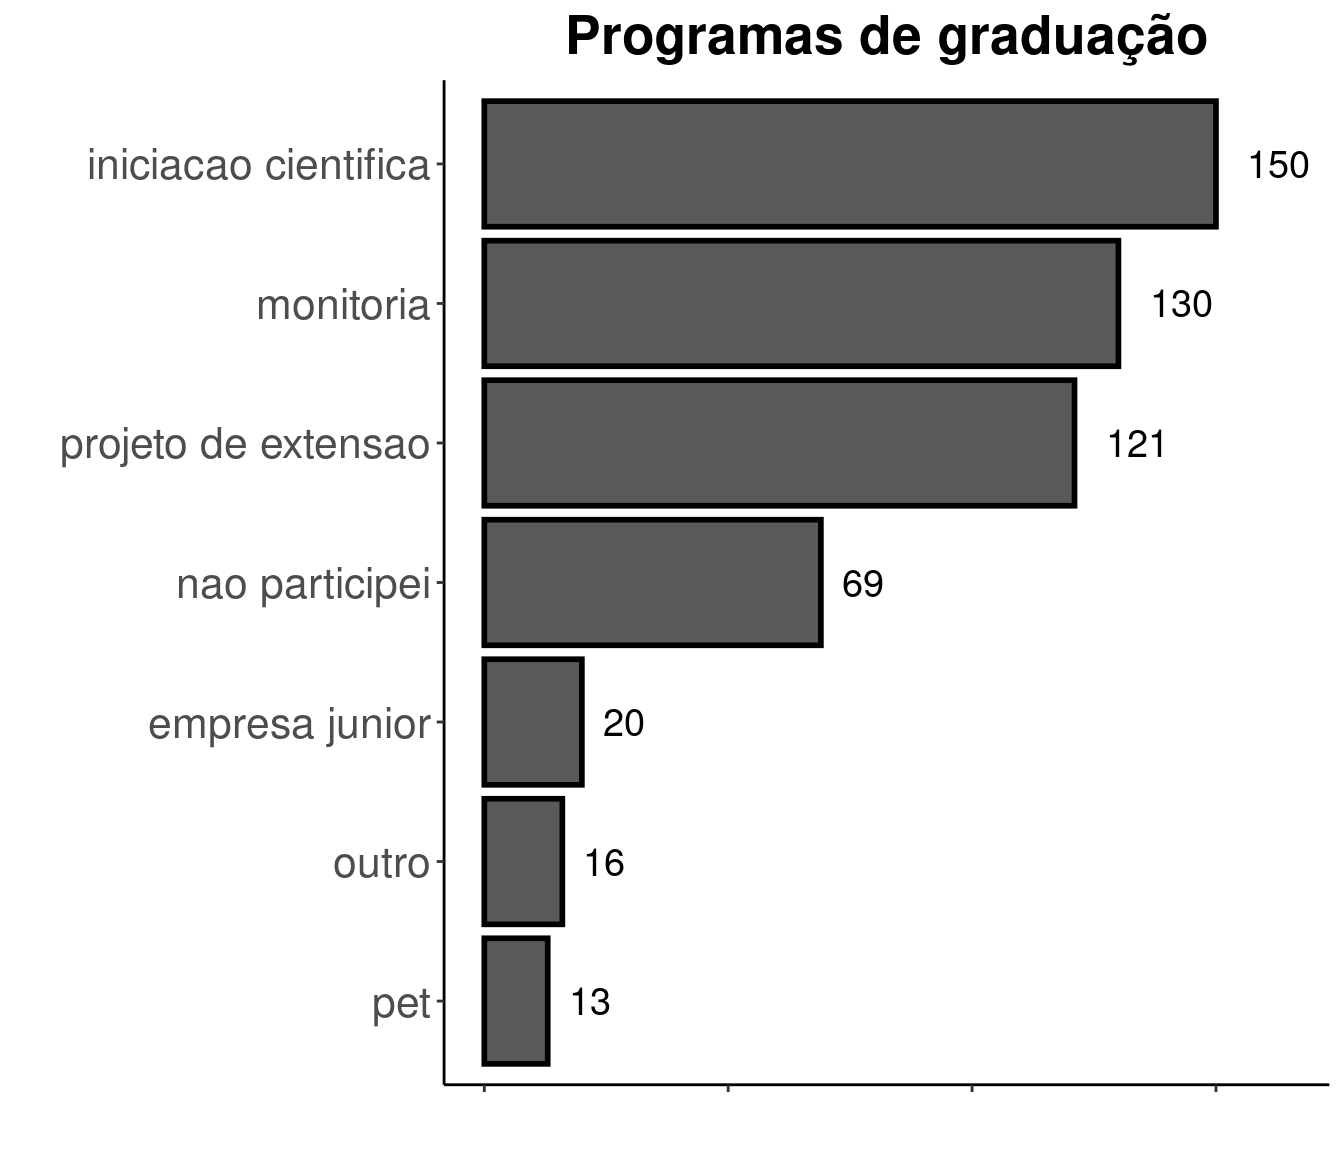 Programas de graduação
iniciacao cientifica 150
monitoria 130
projeto de extensao 121
nao participei 69
empresa junior 20
outro 16
pet 13